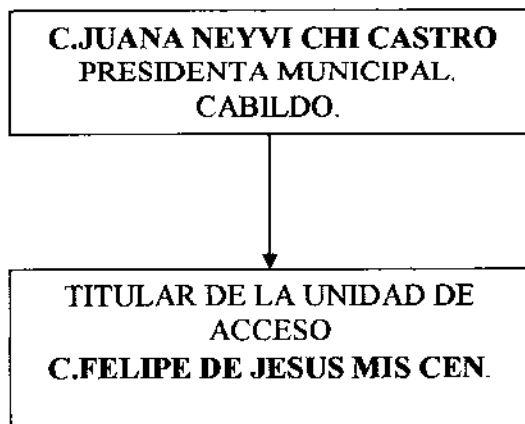 C.JUANA NEYVI CHI CASTRO
PRESIDENTA MUNICIPAL.
CABILDO.
TITULAR DE LA UNIDAD DE
ACCESO
C.FELIPE DE JESUS MIS CEN.